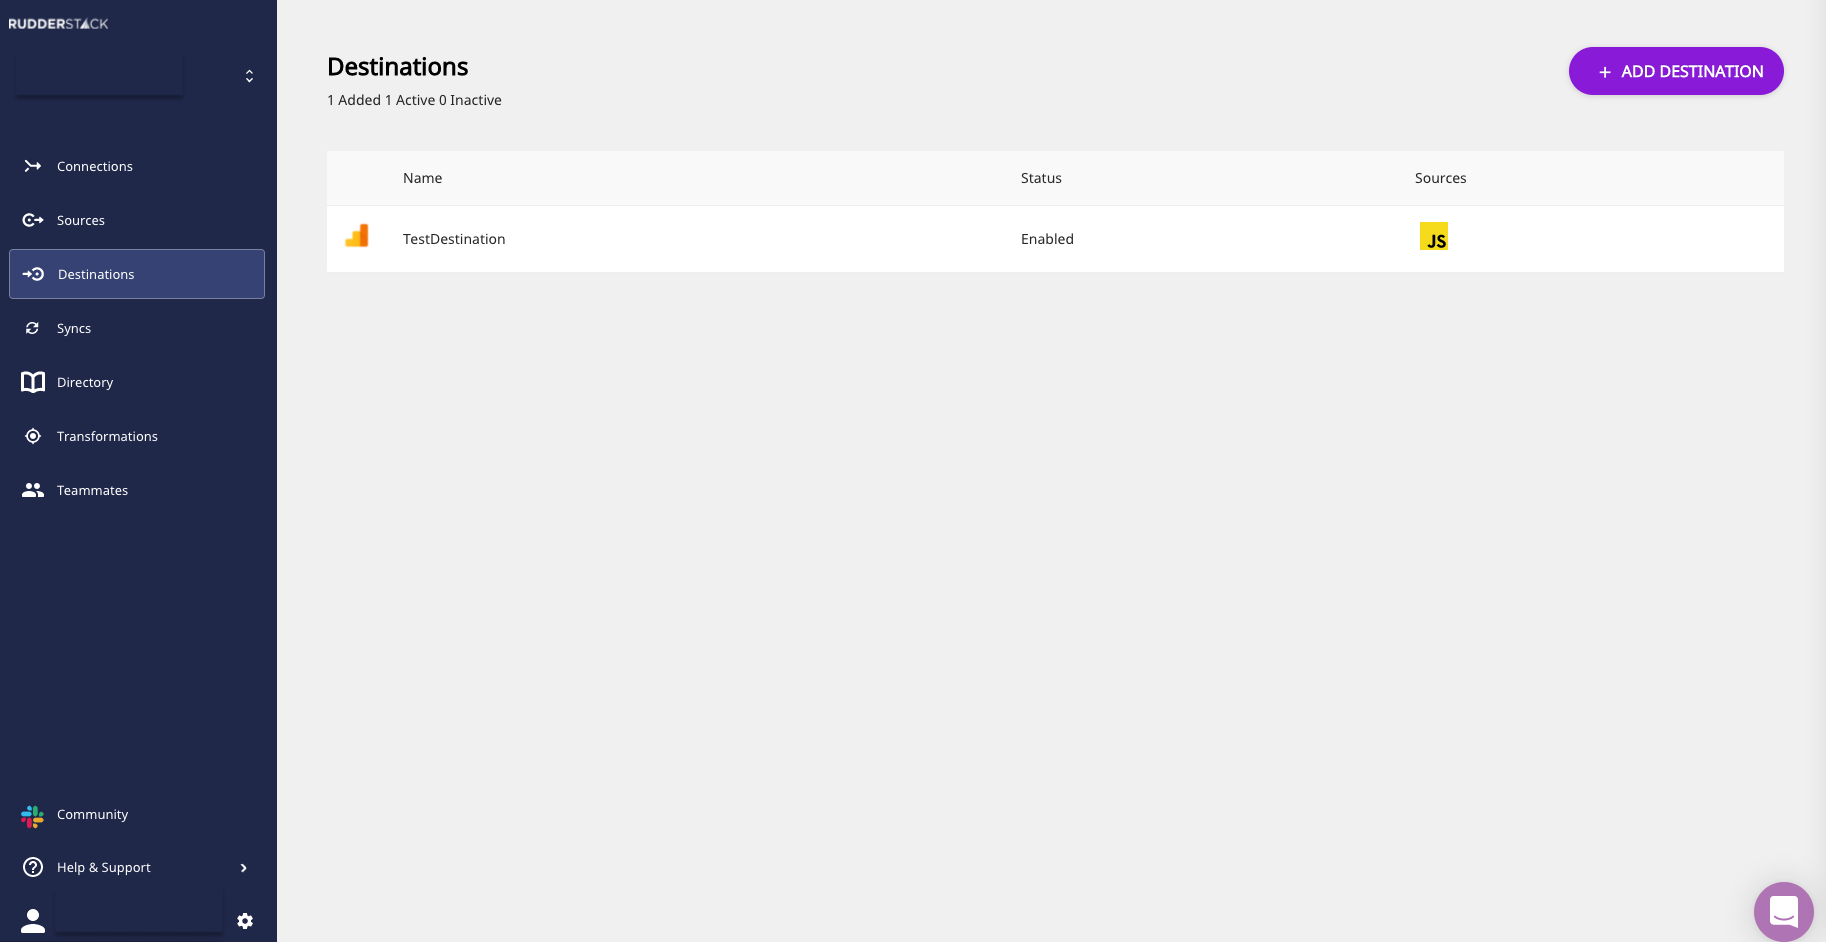 RUDDERSTACK
Connections
Sources
Destinations
Syncs
Directory
Transformations
Teammates
Community
Help & Support
Destinations
1 Added 1 Active 0 Inactive
+ ADD DESTINATION
Name Status Sources
TestDestination Enabled JS